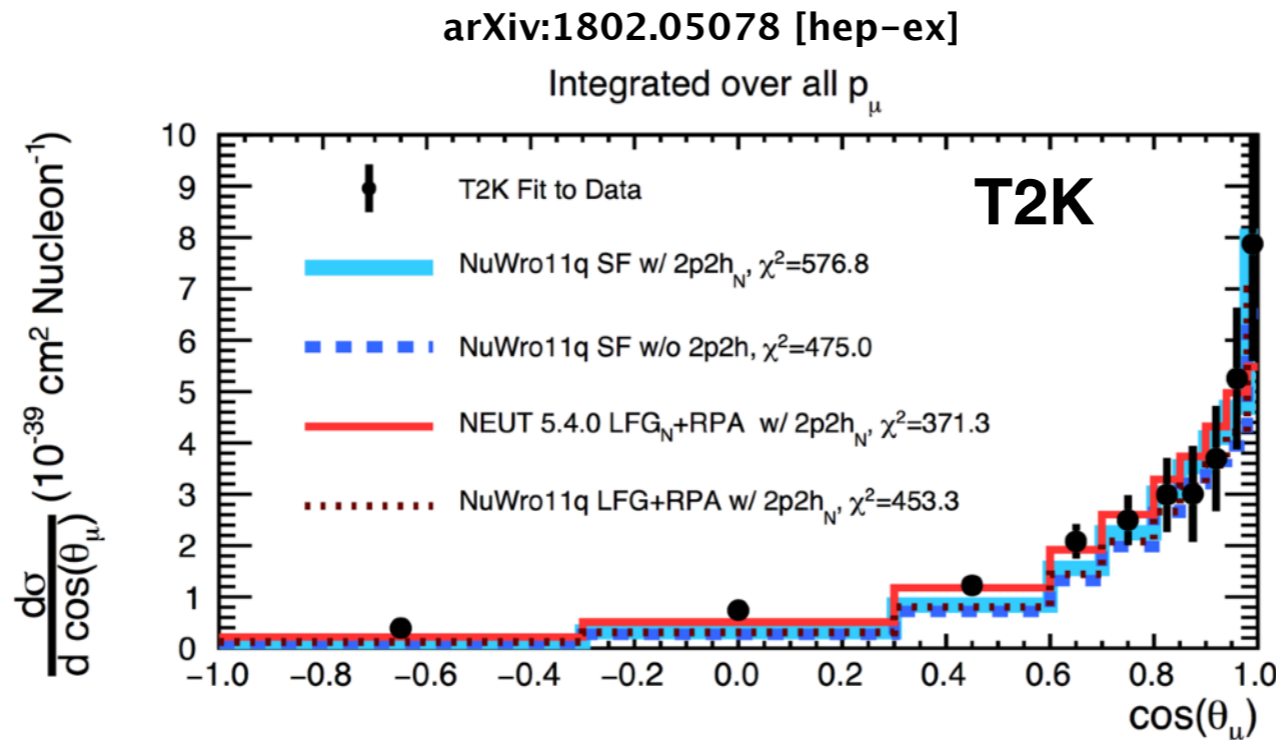 arXiv:1802.05078 [hep-ex]
Integrated over all pμ
dσ
d cos(θμ)
(10⁻³⁹ cm² Nucleon⁻¹)
10
9
8
7
6
5
4
3
2
1
0
T2K
T2K Fit to Data
NuWro11q SF w/ 2p2hN, χ²=576.8
NuWro11q SF w/o 2p2h, χ²=475.0
NEUT 5.4.0 LFGN+RPA w/ 2p2hN, χ²=371.3
NuWro11q LFG+RPA w/ 2p2hN, χ²=453.3
−1.0 −0.8 −0.6 −0.4 −0.2 0.0 0.2 0.4 0.6 0.8 1.0
cos(θμ)